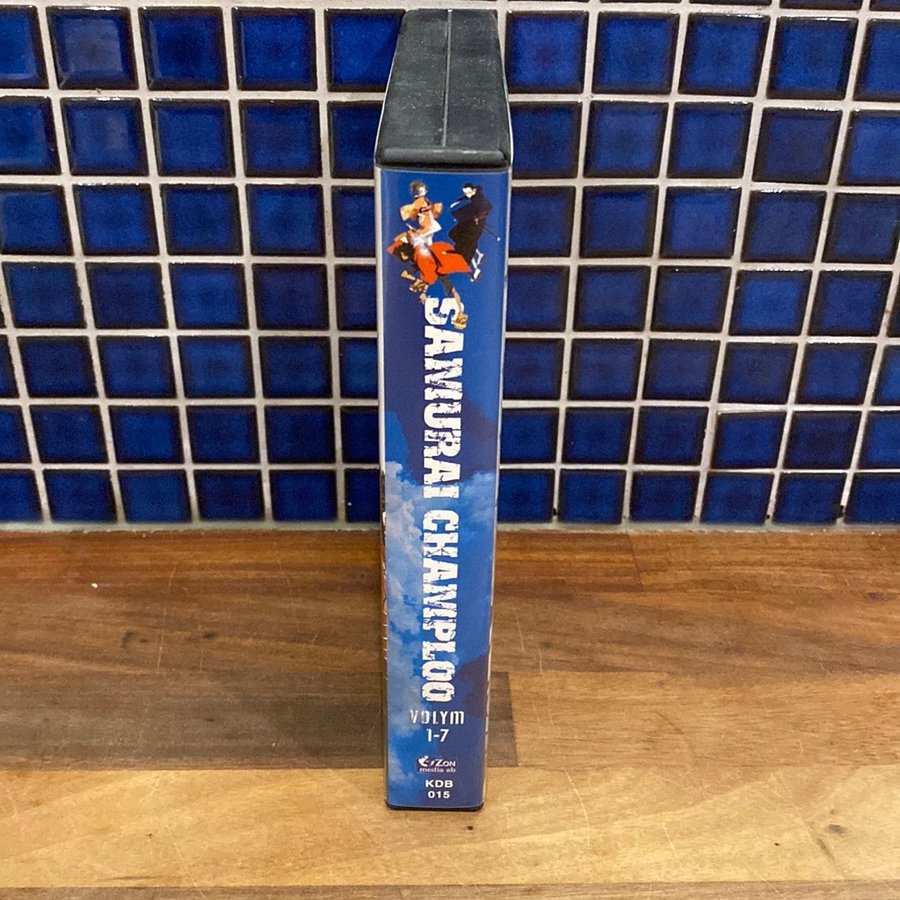 SAMURAI CHAMPLOO
VOLYM
1-7
ZON
media ab
KDB
015